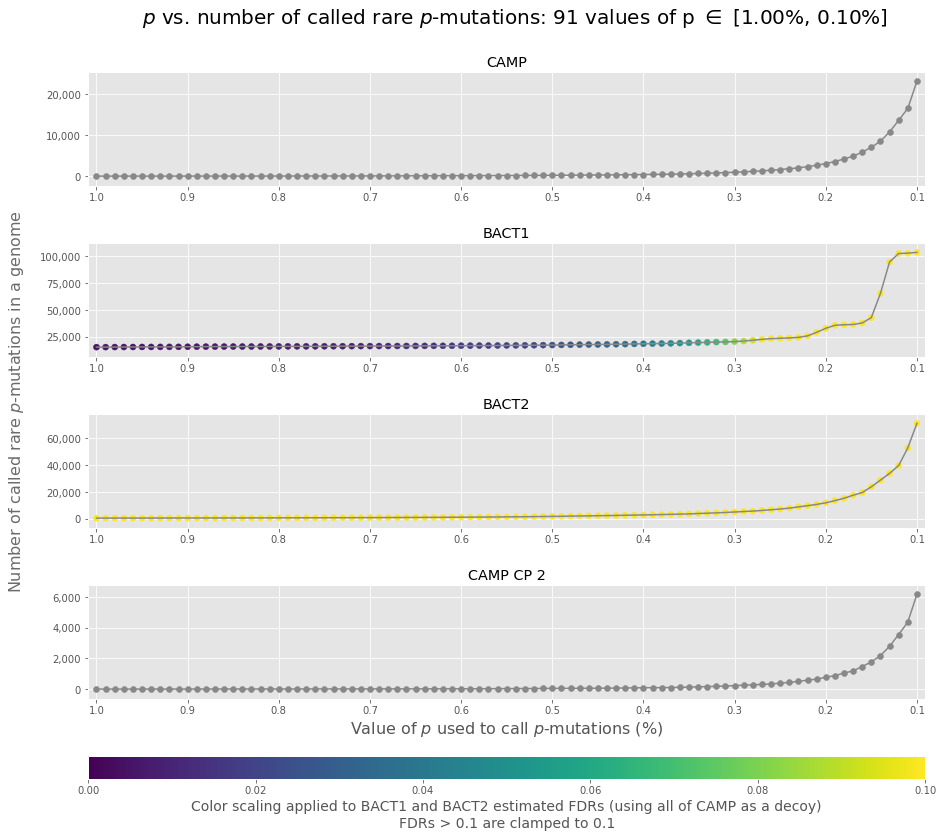 p vs. number of called rare p-mutations: 91 values of p ∈ [1.00%, 0.10%]
Number of called rare p-mutations in a genome
CAMP
20,000
10,000
0
1.0 0.9 0.8 0.7 0.6 0.5 0.4 0.3 0.2 0.1
BACT1
100,000
75,000
50,000
25,000
1.0 0.9 0.8 0.7 0.6 0.5 0.4 0.3 0.2 0.1
BACT2
60,000
40,000
20,000
0
1.0 0.9 0.8 0.7 0.6 0.5 0.4 0.3 0.2 0.1
CAMP CP 2
6,000
4,000
2,000
0
1.0 0.9 0.8 0.7 0.6 0.5 0.4 0.3 0.2 0.1
Value of p used to call p-mutations (%)
0.00 0.02 0.04 0.06 0.08 0.10
Color scaling applied to BACT1 and BACT2 estimated FDRs (using all of CAMP as a decoy)
FDRs > 0.1 are clamped to 0.1